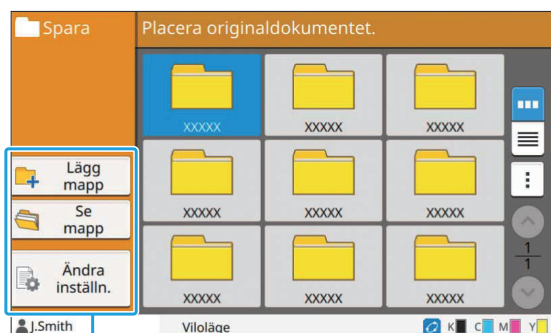 Spara
Placera originaldokumentet.
XXXXX XXXXX XXXXX
Lägg
mapp
Se
mapp
XXXXX XXXXX XXXXX
Ändra
inställn.
1
1
XXXXX XXXXX XXXXX
J.Smith
Viloläge
K C M Y